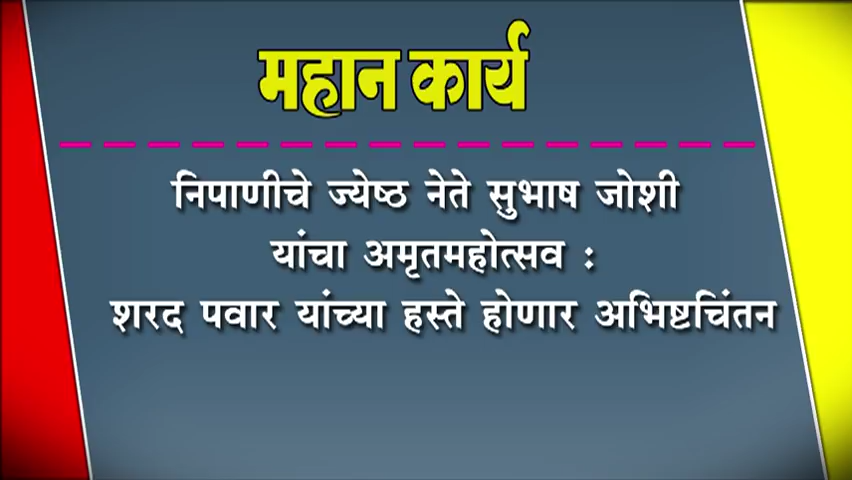 महान कार्य
निपाणीचे ज्येष्ठ नेते सुभाष जोशी
यांचा अमृतमहोत्सव :
शरद पवार यांच्या हस्ते होणार अभिष्टचिंतन